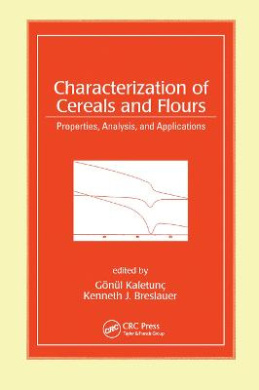 Characterization of
Cereals and Flours
Properties, Analysis, and Applications
edited by
Gönül Kaletunç
Kenneth J. Breslauer
CRC
CRC Press
Taylor & Francis Group